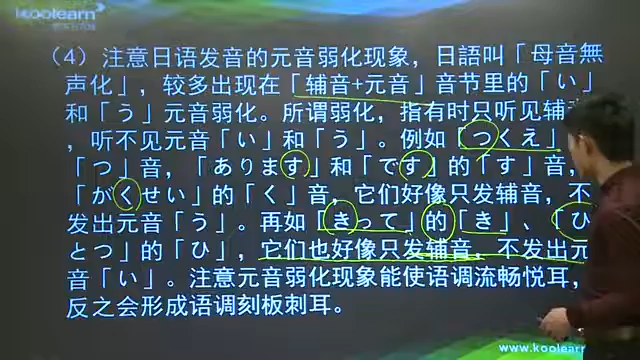 koolearn
（4）注意日语发音的元音弱化现象，日語叫「母音無
声化」，较多出现在「辅音+元音」音节里的「い」
和「う」元音弱化。所谓弱化，指有时只听见辅音
，听不见元音「い」和「う」。例如「つくえ」
「つ」音，「あります」和「です」的「す」音，
「がくせい」的「く」音，它们好像只发辅音，不
发出元音「う」。再如「きって」的「き」、「ひ
とつ」的「ひ」，它们也好像只发辅音，不发出元
音「い」。注意元音弱化现象能使语调流畅悦耳，
反之会形成语调刻板刺耳。
www.koolearn